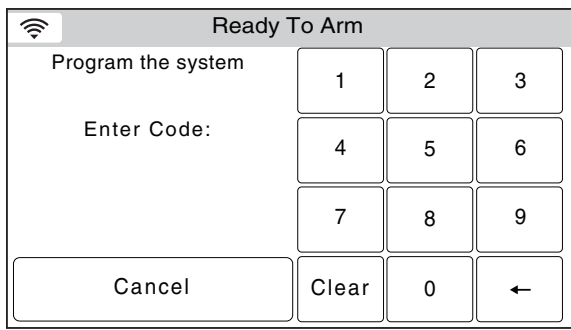 Ready To Arm
Program the system
Enter Code:
1 2 3
4 5 6
7 8 9
Cancel Clear 0 ←